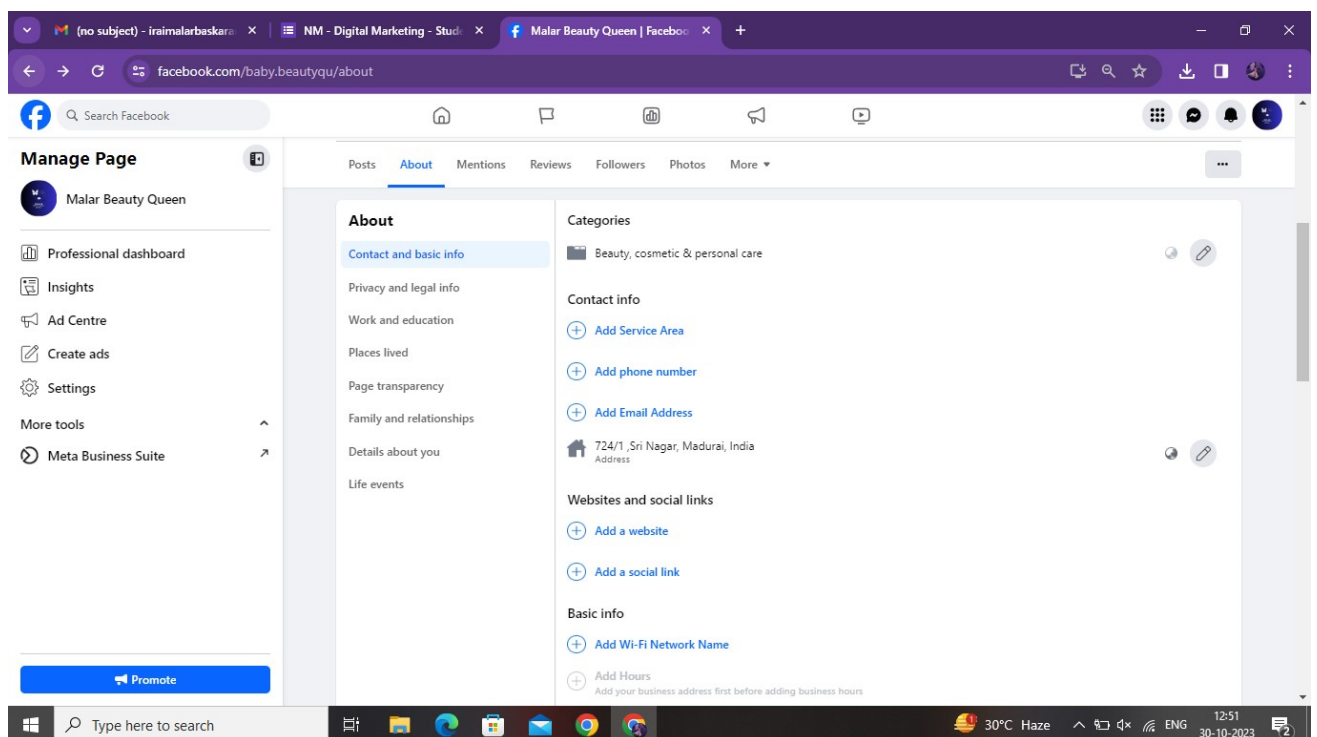 (no subject) - iraimalarbaskara
NM - Digital Marketing - Stud
Malar Beauty Queen | Faceboo
facebook.com/baby.beautyqu/about
Search Facebook
Manage Page
Malar Beauty Queen
Professional dashboard
Insights
Ad Centre
Create ads
Settings
More tools
Meta Business Suite
Promote
Posts About Mentions Reviews Followers Photos More
About
Contact and basic info
Privacy and legal info
Work and education
Places lived
Page transparency
Family and relationships
Details about you
Life events
Categories
Beauty, cosmetic & personal care
Contact info
Add Service Area
Add phone number
Add Email Address
724/1 ,Sri Nagar, Madurai, India
Address
Websites and social links
Add a website
Add a social link
Basic info
Add Wi-Fi Network Name
Add Hours
Add your business address first before adding business hours
Type here to search
30°C Haze
ENG
12:51
30-10-2023
2